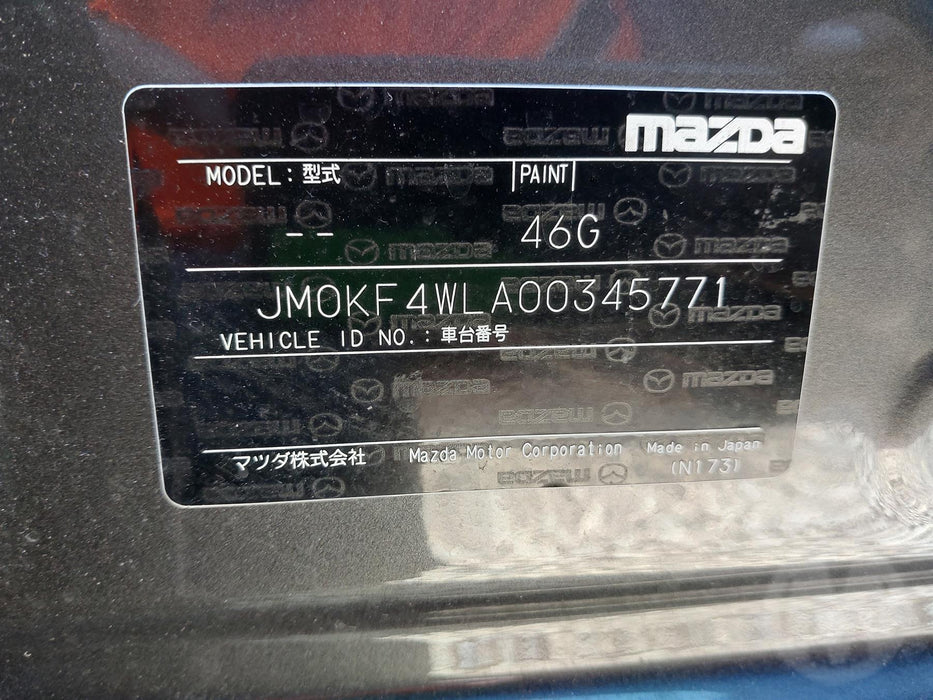 mazDa
MODEL：型式 PAINT
-- 46G
JM0KF4WLA00345771
VEHICLE ID NO.：車台番号
マツダ株式会社 Mazda Motor Corporation Made in Japan
(N173)